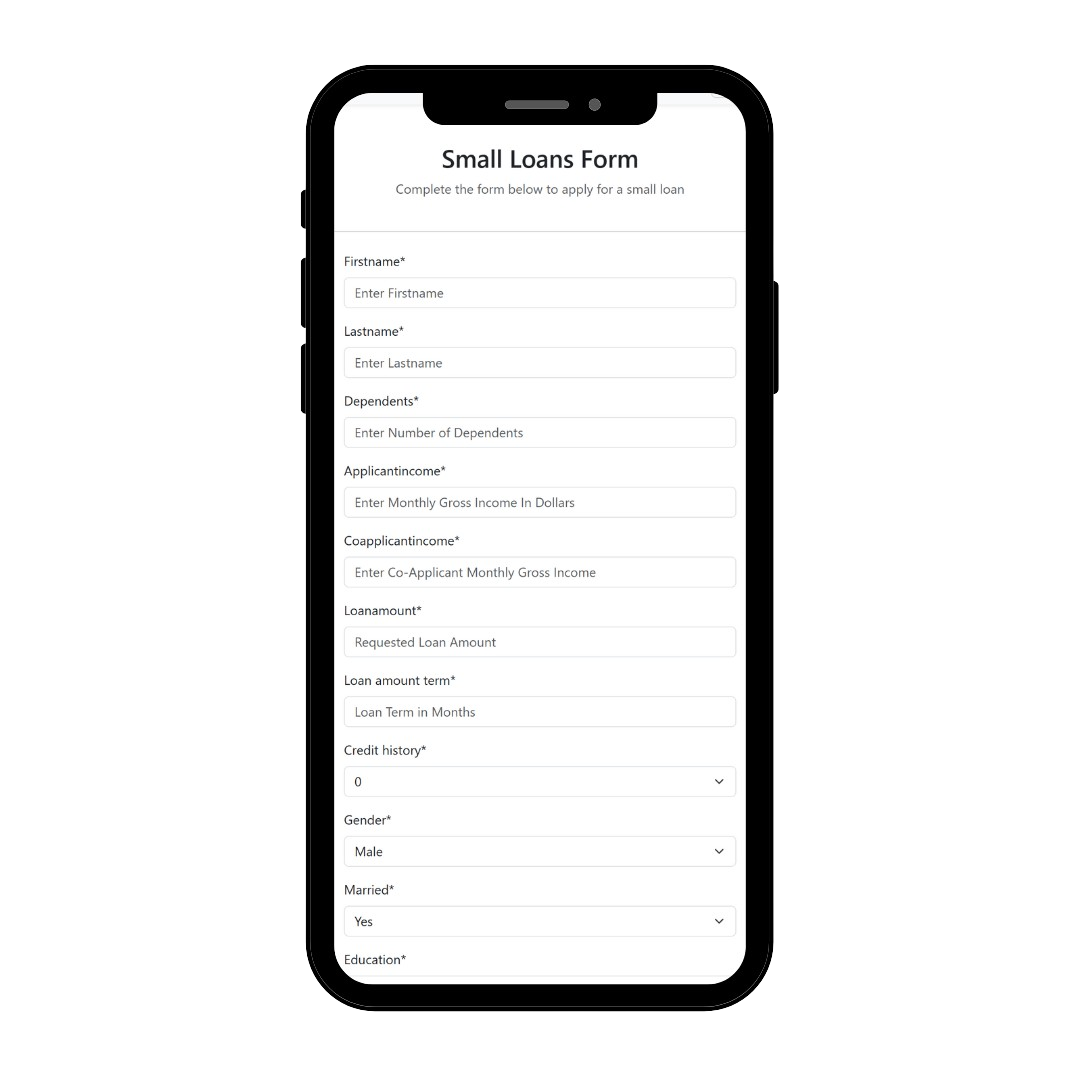 Small Loans Form
Complete the form below to apply for a small loan
Firstname*
Enter Firstname
Lastname*
Enter Lastname
Dependents*
Enter Number of Dependents
Applicantincome*
Enter Monthly Gross Income In Dollars
Coapplicantincome*
Enter Co-Applicant Monthly Gross Income
Loanamount*
Requested Loan Amount
Loan amount term*
Loan Term in Months
Credit history*
0
Gender*
Male
Married*
Yes
Education*